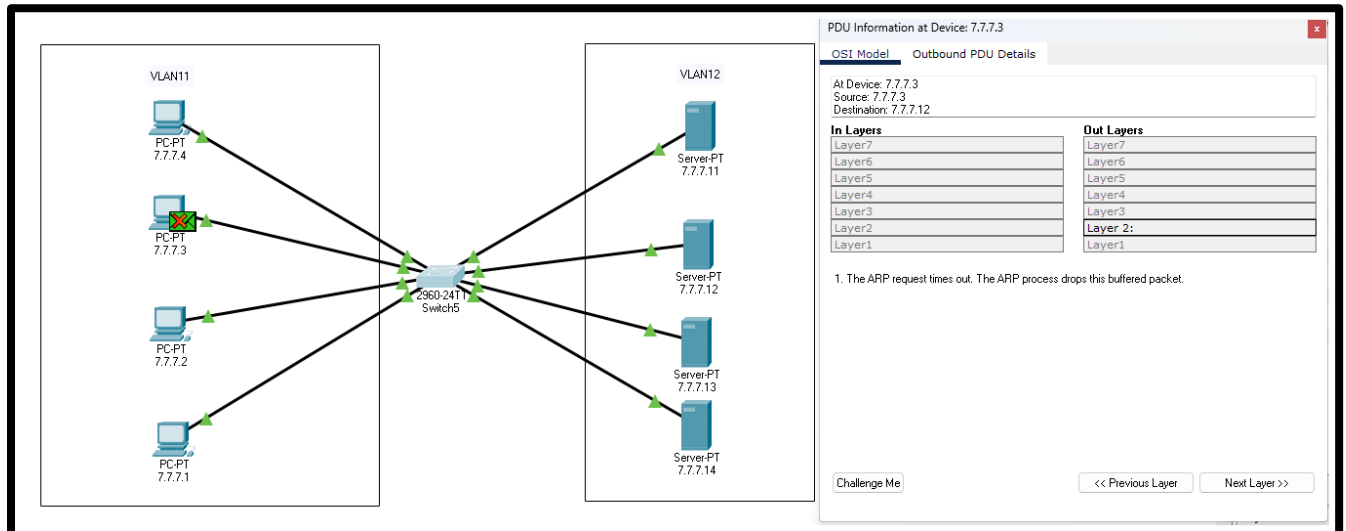 VLAN11
PC-PT
7.7.7.4
PC-PT
7.7.7.3
PC-PT
7.7.7.2
PC-PT
7.7.7.1
2960-24TT
Switch5
VLAN12
Server-PT
7.7.7.11
Server-PT
7.7.7.12
Server-PT
7.7.7.13
Server-PT
7.7.7.14
PDU Information at Device: 7.7.7.3
x
OSI Model Outbound PDU Details
At Device: 7.7.7.3
Source: 7.7.7.3
Destination: 7.7.7.12
In Layers Out Layers
Layer7 Layer7
Layer6 Layer6
Layer5 Layer5
Layer4 Layer4
Layer3 Layer3
Layer2 Layer 2:
Layer1 Layer1
1. The ARP request times out. The ARP process drops this buffered packet.
Challenge Me << Previous Layer Next Layer >>